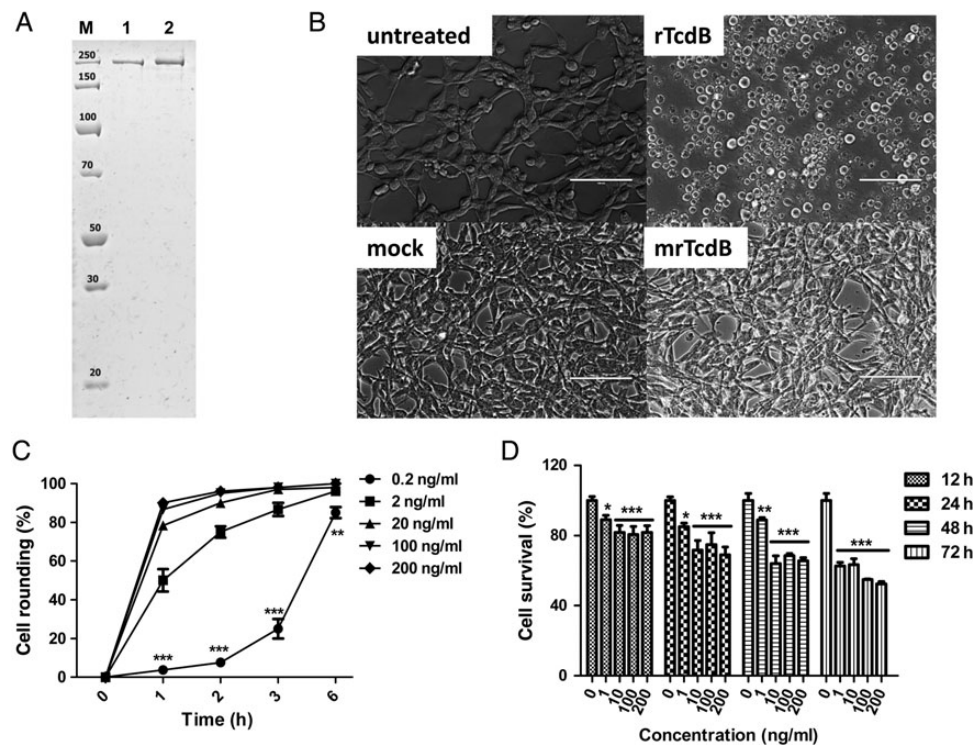 A
M 1 2
250
150
100
70
50
30
20
B
untreated
rTcdB
mock
mrTcdB
C
Cell rounding (%)
100
80
60
40
20
0
***
***
***
**
0 1 2 3 6
Time (h)
0.2 ng/ml
2 ng/ml
20 ng/ml
100 ng/ml
200 ng/ml
D
Cell survival (%)
120
80
40
0
* ***
* ***
** ***
***
0 1 10 100 200 0 1 10 100 200 0 1 10 100 200 0 1 10 100 200
Concentration (ng/ml)
12 h
24 h
48 h
72 h